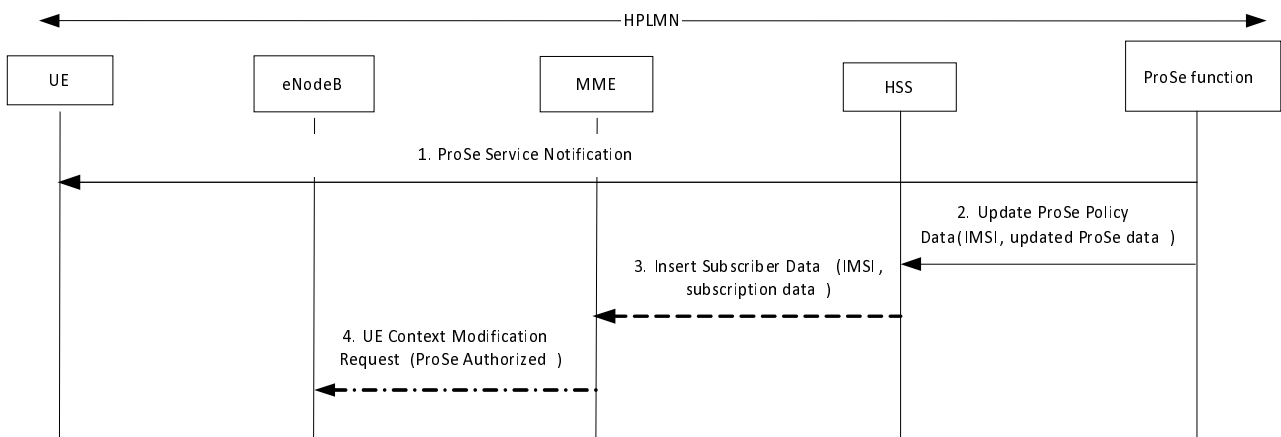 HPLMN
UE
eNodeB
MME
HSS
ProSe function
1. ProSe Service Notification
2. Update ProSe Policy
Data(IMSI, updated ProSe data )
3. Insert Subscriber Data (IMSI,
subscription data )
4. UE Context Modification
Request (ProSe Authorized )